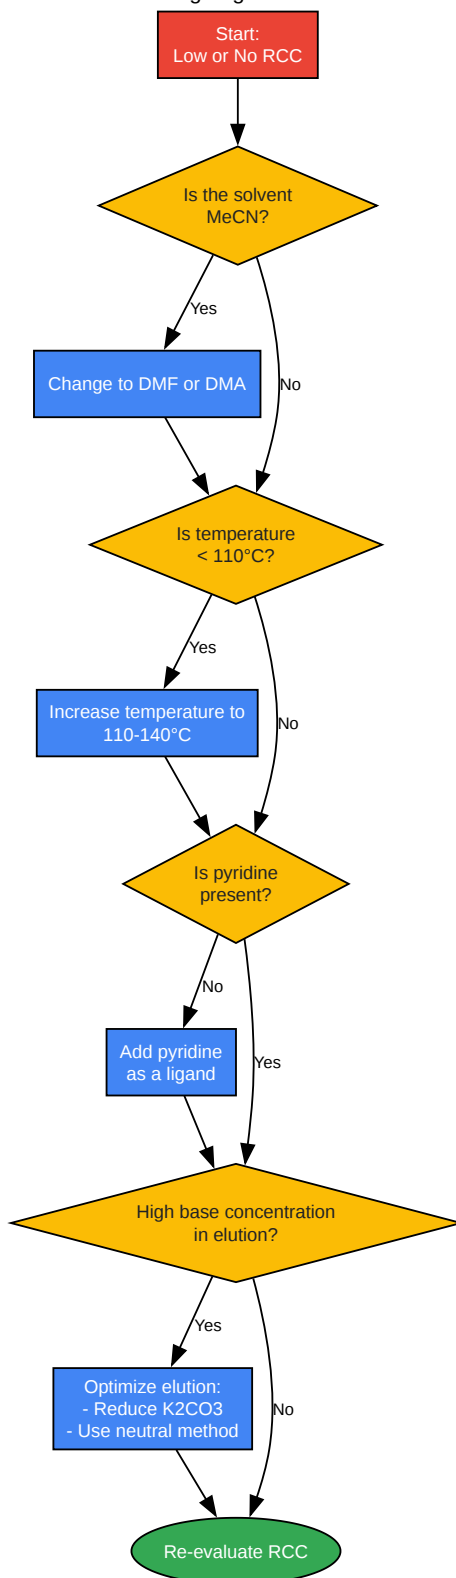 Start:
Low or No RCC
Is the solvent
MeCN?
Yes
Change to DMF or DMA
No
Is temperature
< 110°C?
Yes
Increase temperature to
110-140°C
No
Is pyridine
present?
No
Add pyridine
as a ligand
Yes
High base concentration
in elution?
Yes
Optimize elution:
- Reduce K2CO3
- Use neutral method
No
Re-evaluate RCC